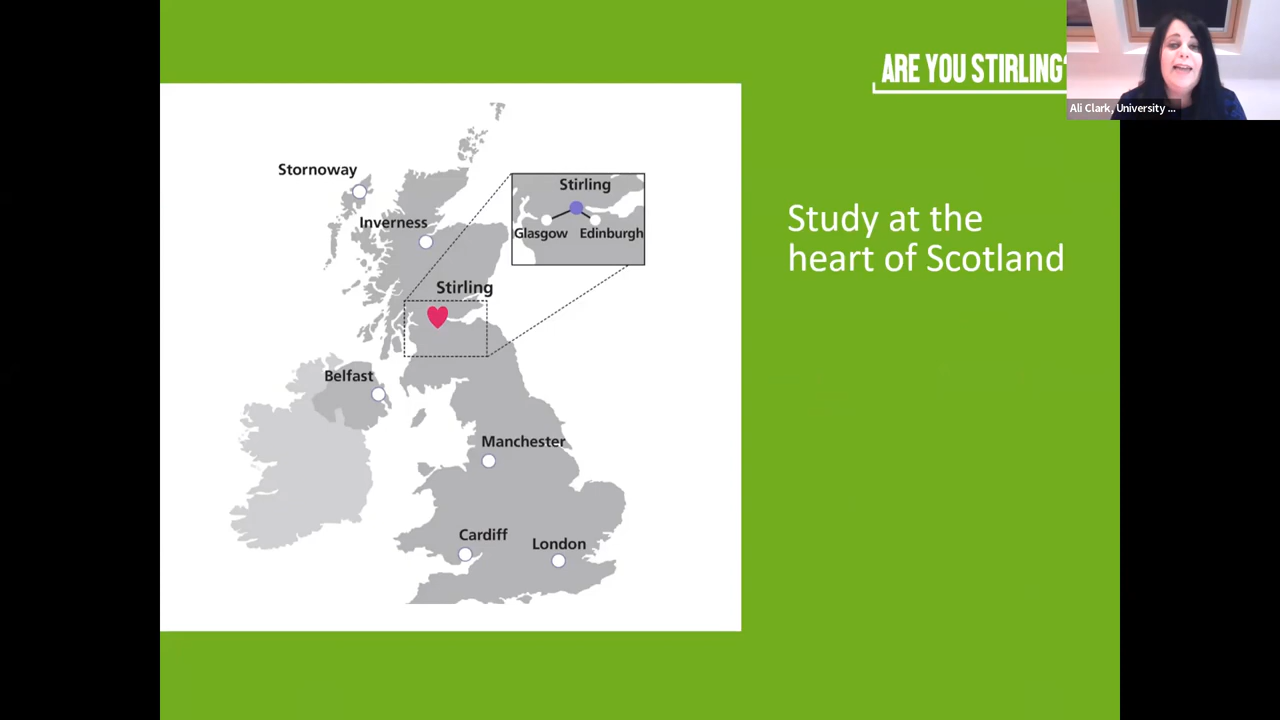 ARE YOU STIRLING?
Ali Clark, University ...
Stornoway
Stirling
Inverness
Glasgow Edinburgh
Stirling
Belfast
Manchester
Cardiff
London
Study at the
heart of Scotland